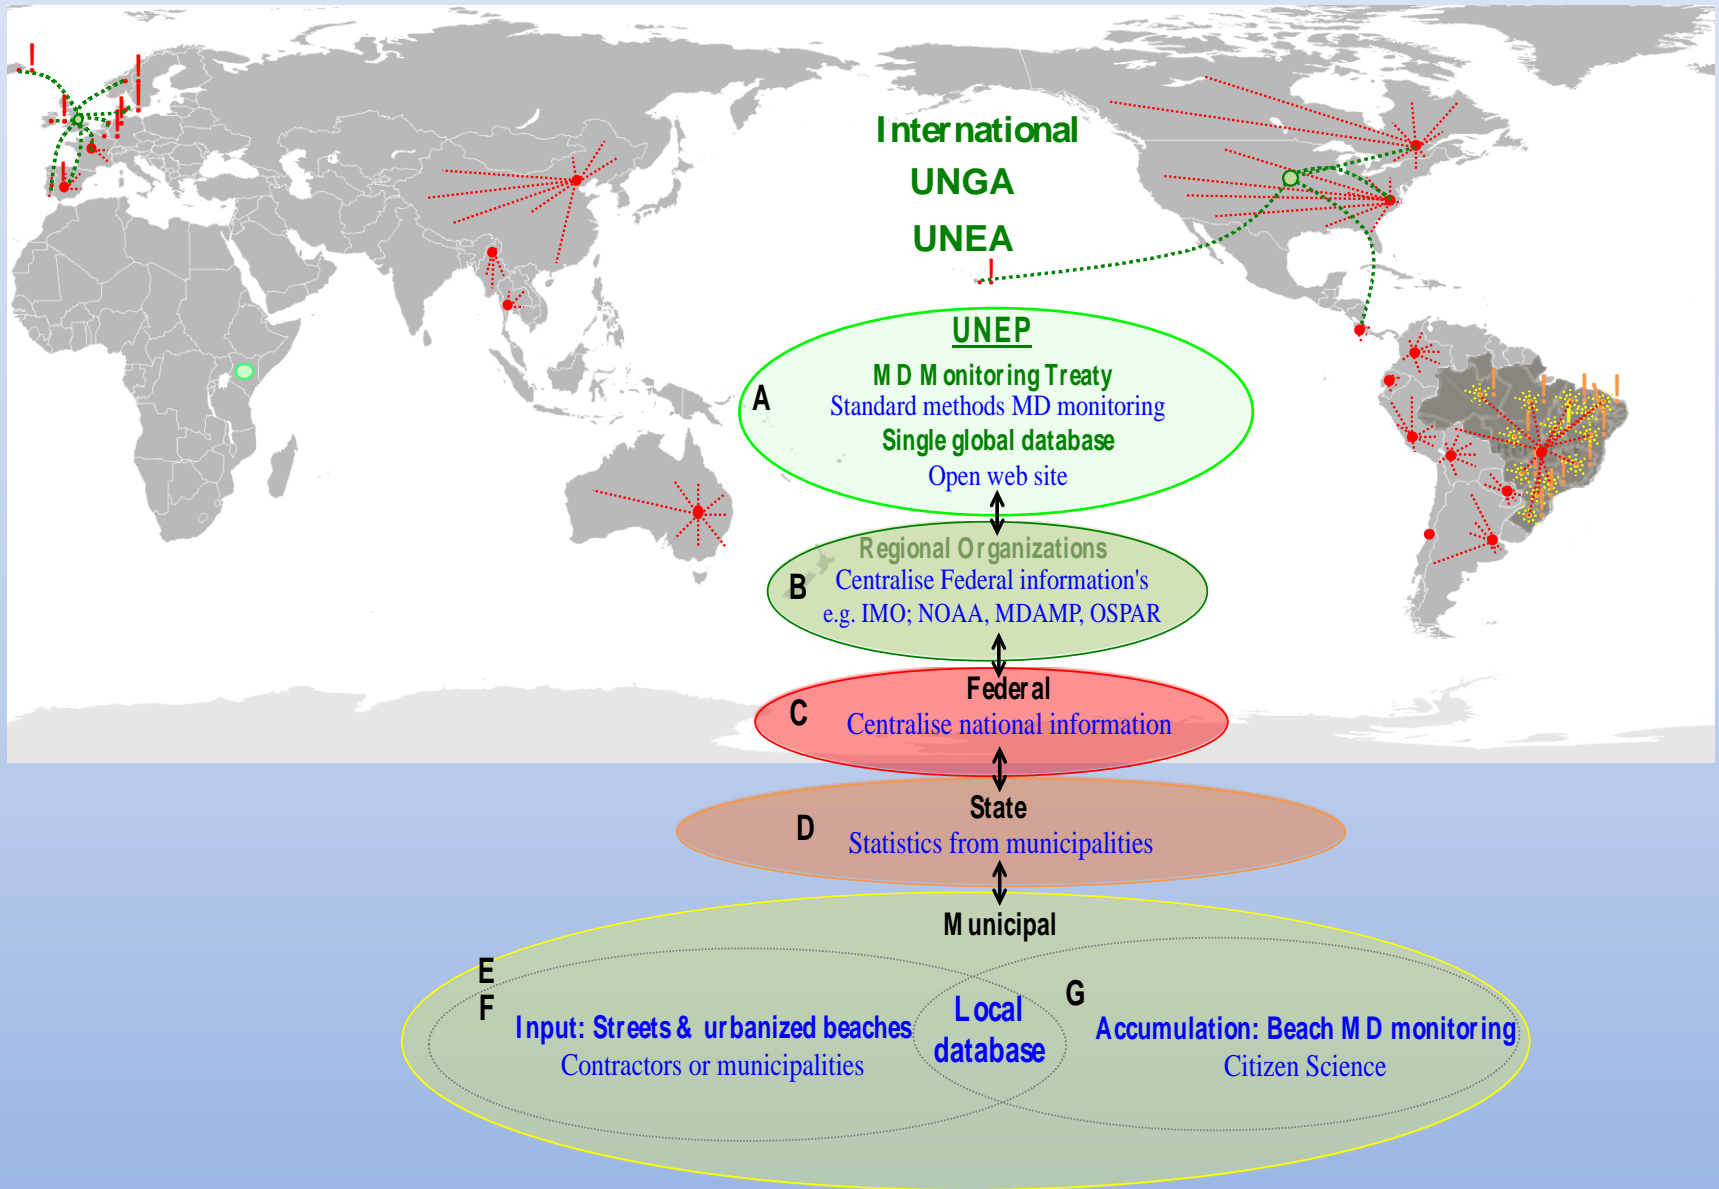 International
UNGA
UNEA
UNEP
MD Monitoring Treaty
A
Standard methods MD monitoring
Single global database
Open web site
Regional Organizations
B
Centralise Federal information's
e.g. IMO; NOAA, MDAMP, OSPAR
Federal
C
Centralise national information
State
D
Statistics from municipalities
Municipal
E
F
Input: Streets & urbanized beaches
Contractors or municipalities
Local
database
G
Accumulation: Beach MD monitoring
Citizen Science